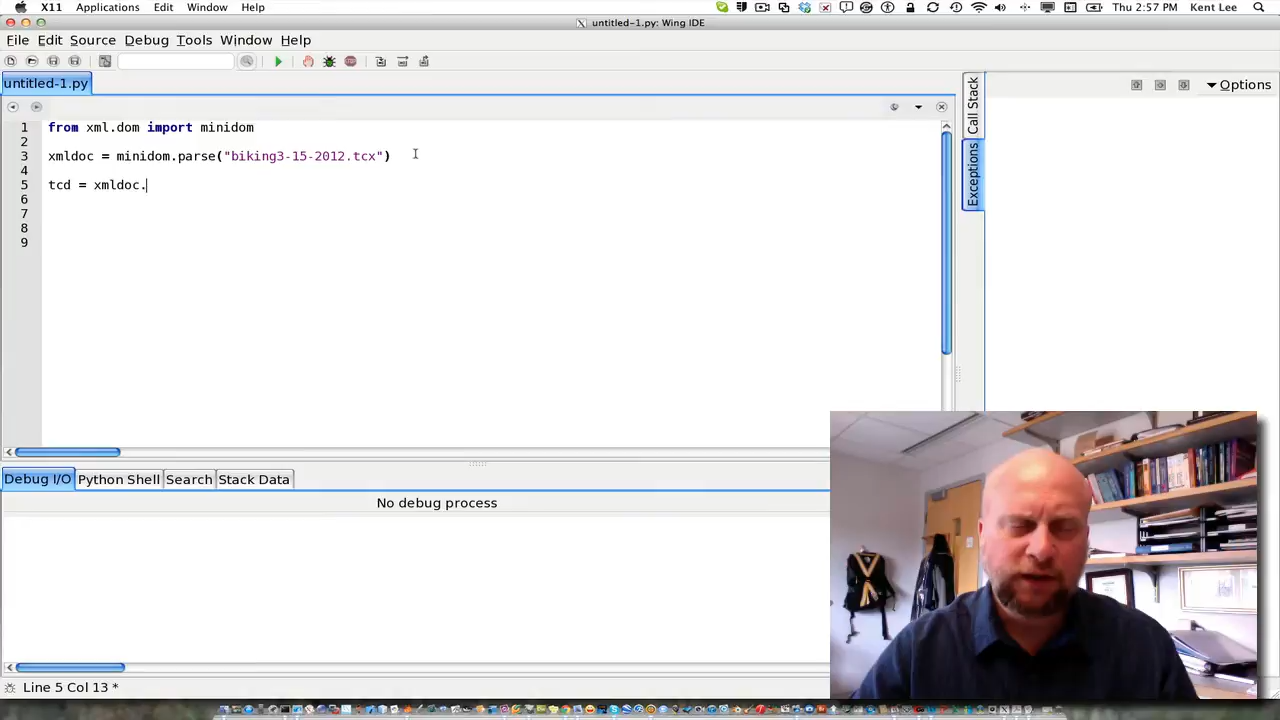 X11 Applications Edit Window Help Thu 2:57 PM Kent Lee
untitled-1.py: Wing IDE
File Edit Source Debug Tools Window Help
untitled-1.py
Options
Call Stack
Exceptions
1 from xml.dom import minidom
2
3 xmldoc = minidom.parse("biking3-15-2012.tcx")
4
5 tcd = xmldoc.
6
7
8
9
Debug I/O Python Shell Search Stack Data
No debug process
Line 5 Col 13 *